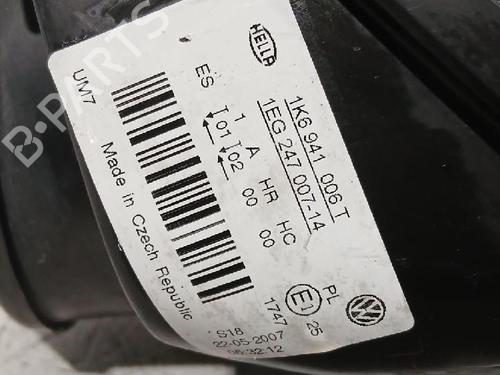 HELLA
1K6 941 006 T
1EG 247 007-14
ES 1 A HR HC
01 02 00 00
UM7
Made in Czech Republic
PL
E1 25
1747
S18
22-05-2007
06:32-12
B-PARTS